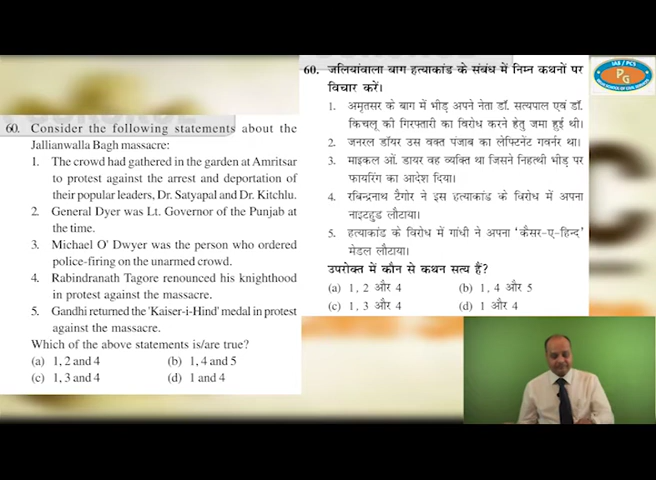 60. Consider the following statements about the
Jallianwalla Bagh massacre:
1. The crowd had gathered in the garden at Amritsar
to protest against the arrest and deportation of
their popular leaders, Dr. Satyapal and Dr. Kitchlu.
2. General Dyer was Lt. Governor of the Punjab at
the time.
3. Michael O' Dwyer was the person who ordered
police-firing on the unarmed crowd.
4. Rabindranath Tagore renounced his knighthood
in protest against the massacre.
5. Gandhi returned the 'Kaiser-i-Hind' medal in protest
against the massacre.
Which of the above statements is/are true?
(a) 1, 2 and 4 (b) 1, 4 and 5
(c) 1, 3 and 4 (d) 1 and 4
60. जलियांवाला बाग हत्याकांड के संबंध में निम्न कथनों पर
विचार करें।
1. अमृतसर के बाग में भीड़ अपने नेता डॉ. सत्यपाल एवं डॉ.
किचलू की गिरफ्तारी का विरोध करने हेतु जमा हुई थी।
2. जनरल डॉयर उस वक्त पंजाब का लेफ्टिनेंट गवर्नर था।
3. माइकल ओ. डायर वह व्यक्ति था जिसने निहत्थी भीड़ पर
फायरिंग का आदेश दिया।
4. रबिन्द्रनाथ टैगोर ने इस हत्याकांड के विरोध में अपना
नाइटहुड लौटाया।
5. हत्याकांड के विरोध में गांधी ने अपना 'कैसर-ए-हिन्द'
मेडल लौटाया।
उपरोक्त में कौन से कथन सत्य हैं?
(a) 1, 2 और 4 (b) 1, 4 और 5
(c) 1, 3 और 4 (d) 1 और 4
IAS / PCS
PG